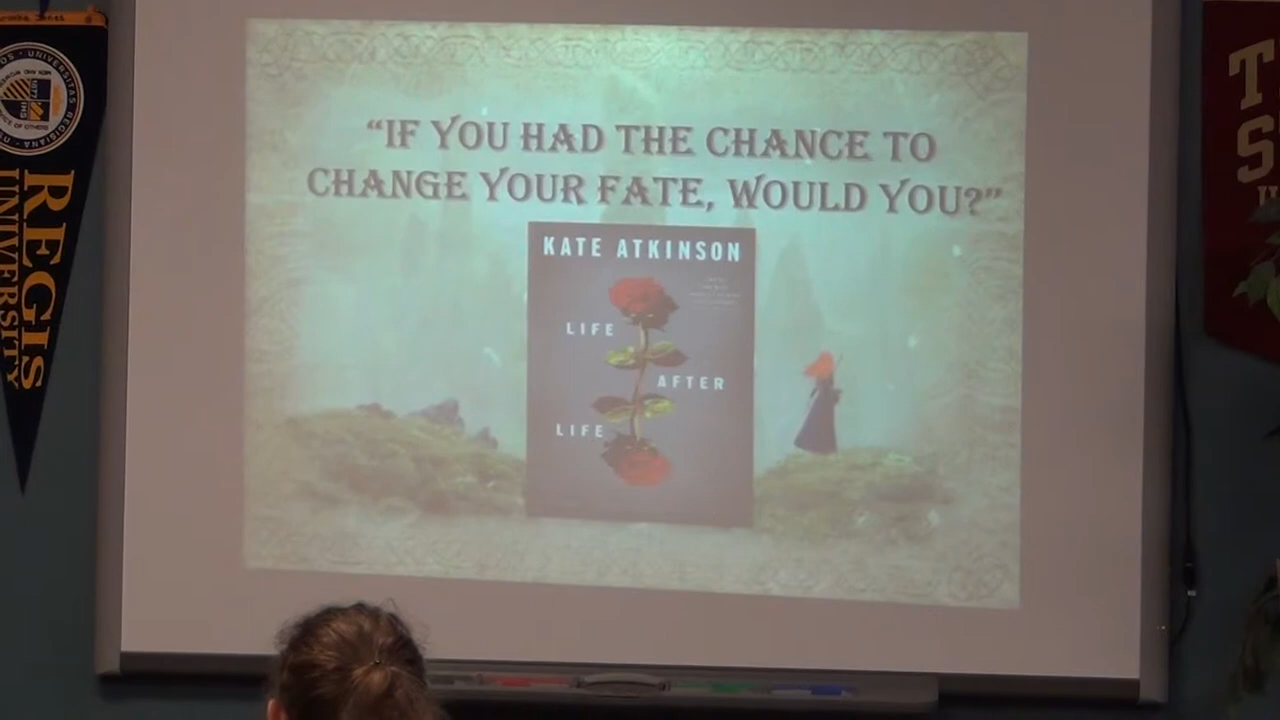 “IF YOU HAD THE CHANCE TO
CHANGE YOUR FATE, WOULD YOU?”
KATE ATKINSON
LIFE
AFTER
LIFE
REGIS
UNIVERSITY
T
S